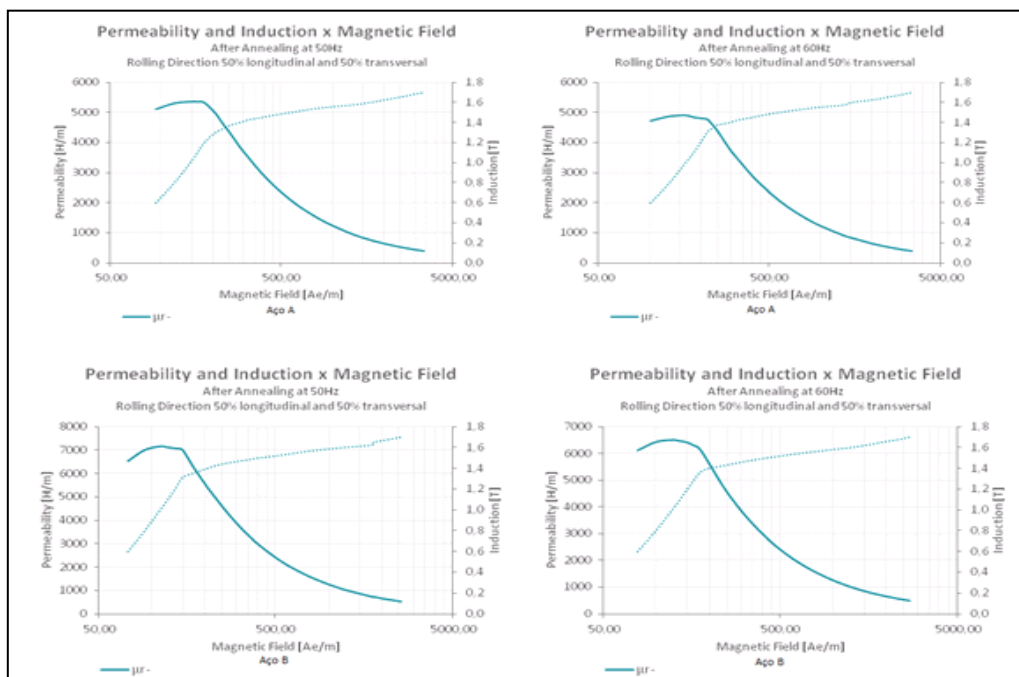 Permeability and Induction x Magnetic Field
After Annealing at 50Hz
Rolling Direction 50% longitudinal and 50% transversal
Permeability [H/m]
6000
5000
4000
3000
2000
1000
0
1.8
1.6
1.4
1.2
1.0
0.8
0.6
0.4
0.2
0.0
Induction [T]
50.00 500.00 5000.00
Magnetic Field [Ae/m]
Aço A
μr -
Permeability and Induction x Magnetic Field
After Annealing at 60Hz
Rolling Direction 50% longitudinal and 50% transversal
Permeability [H/m]
6000
5000
4000
3000
2000
1000
0
1.8
1.6
1.4
1.2
1.0
0.8
0.6
0.4
0.2
0.0
Induction [T]
50.00 500.00 5000.00
Magnetic Field [Ae/m]
Aço A
μr -
Permeability and Induction x Magnetic Field
After Annealing at 50Hz
Rolling Direction 50% longitudinal and 50% transversal
Permeability [H/m]
8000
7000
6000
5000
4000
3000
2000
1000
0
1.8
1.6
1.4
1.2
1.0
0.8
0.6
0.4
0.2
0.0
Induction [T]
50.00 500.00 5000.00
Magnetic Field [Ae/m]
Aço B
μr -
Permeability and Induction x Magnetic Field
After Annealing at 60Hz
Rolling Direction 50% longitudinal and 50% transversal
Permeability [H/m]
7000
6000
5000
4000
3000
2000
1000
0
1.8
1.6
1.4
1.2
1.0
0.8
0.6
0.4
0.2
0.0
Induction [T]
50.00 500.00 5000.00
Magnetic Field [Ae/m]
Aço B
μr -